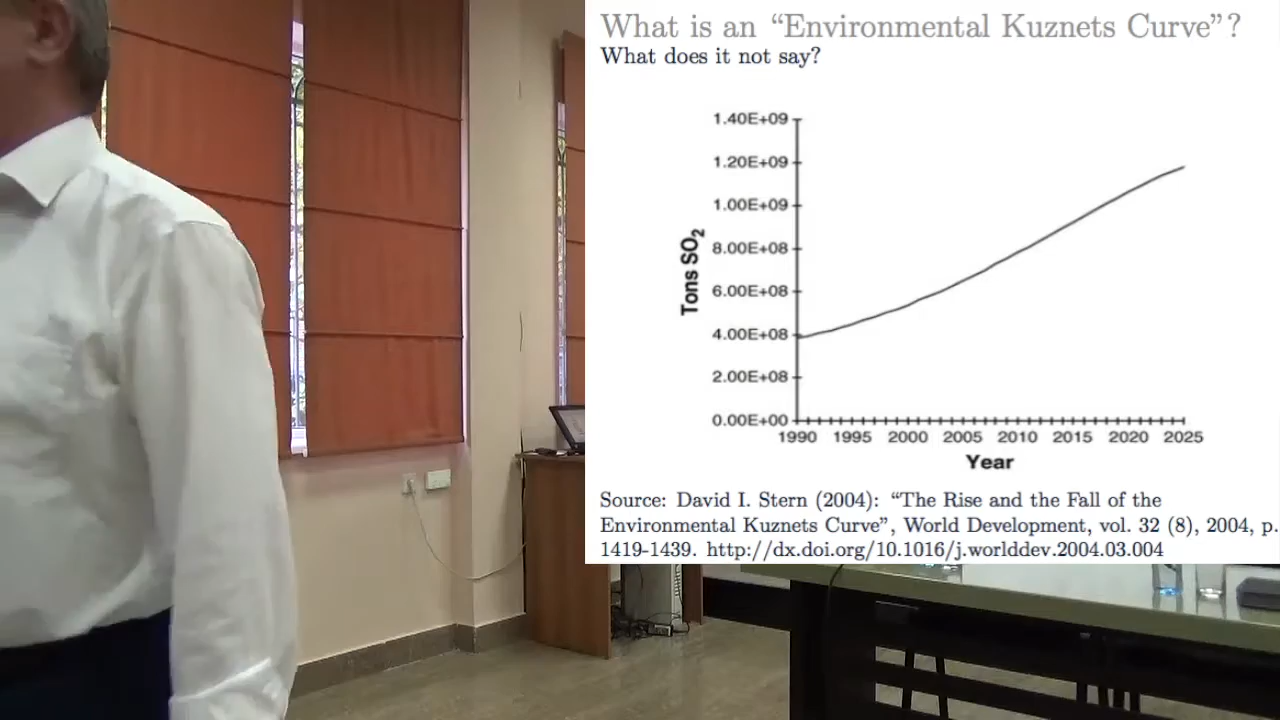 What is an “Environmental Kuznets Curve”?
What does it not say?
1.40E+09
1.20E+09
1.00E+09
8.00E+08
6.00E+08
4.00E+08
2.00E+08
0.00E+00
Tons SO2
1990 1995 2000 2005 2010 2015 2020 2025
Year
Source: David I. Stern (2004): “The Rise and the Fall of the
Environmental Kuznets Curve”, World Development, vol. 32 (8), 2004, p.
1419-1439. http://dx.doi.org/10.1016/j.worlddev.2004.03.004